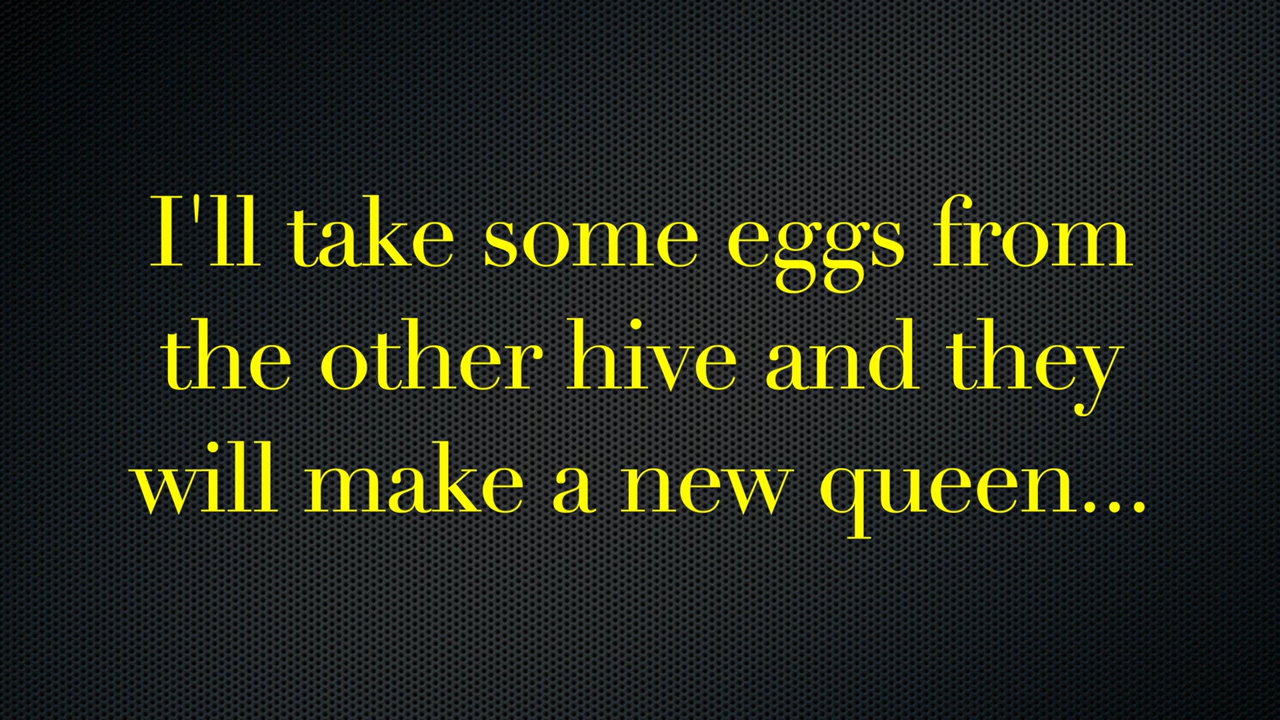 I'll take some eggs from
the other hive and they
will make a new queen...